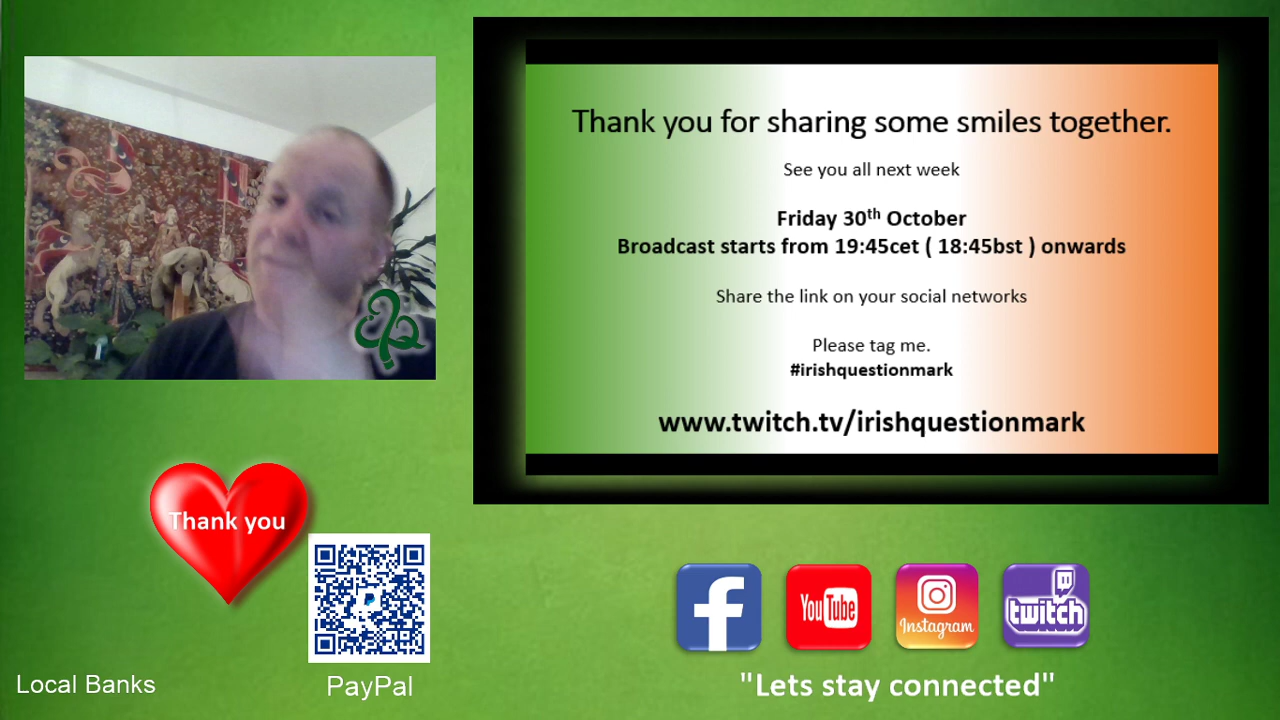 Thank you for sharing some smiles together.
See you all next week
Friday 30th October
Broadcast starts from 19:45cet ( 18:45bst ) onwards
Share the link on your social networks
Please tag me.
#irishquestionmark
www.twitch.tv/irishquestionmark
Thank you
Local Banks
PayPal
f
YouTube
Instagram
twitch
"Lets stay connected"